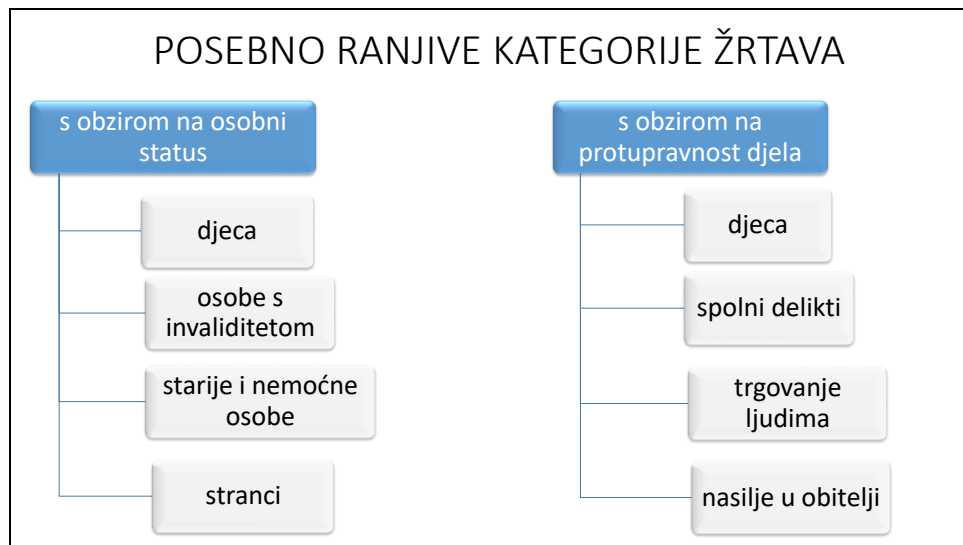 POSEBNO RANJIVE KATEGORIJE ŽRTAVA
s obzirom na osobni
status
djeca
osobe s
invaliditetom
starije i nemoćne
osobe
stranci
s obzirom na
protupravnost djela
djeca
spolni delikti
trgovanje
ljudima
nasilje u obitelji